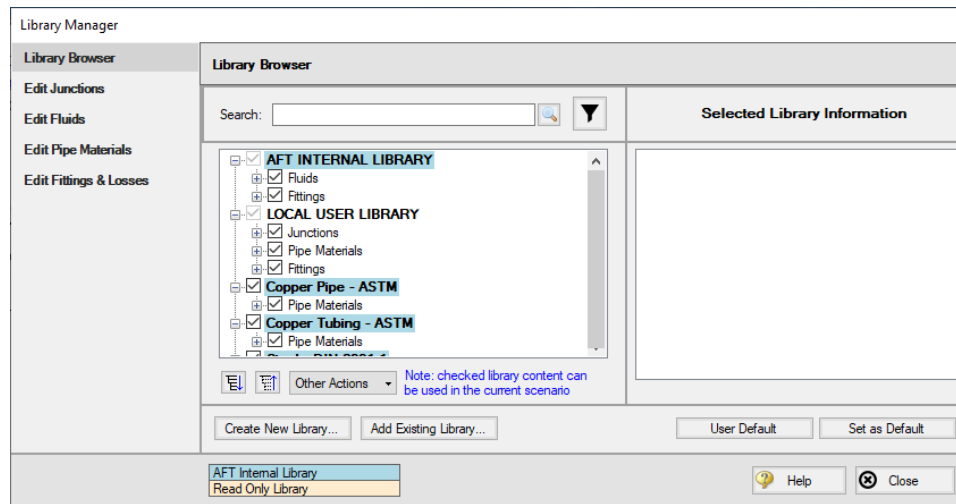 Library Manager
Library Browser
Edit Junctions
Edit Fluids
Edit Pipe Materials
Edit Fittings & Losses
Library Browser
Search:
Selected Library Information
AFT INTERNAL LIBRARY
Fluids
Fittings
LOCAL USER LIBRARY
Junctions
Pipe Materials
Fittings
Copper Pipe - ASTM
Pipe Materials
Copper Tubing - ASTM
Pipe Materials
Other Actions
Note: checked library content can
be used in the current scenario
Create New Library...
Add Existing Library...
User Default
Set as Default
AFT Internal Library
Read Only Library
Help
Close